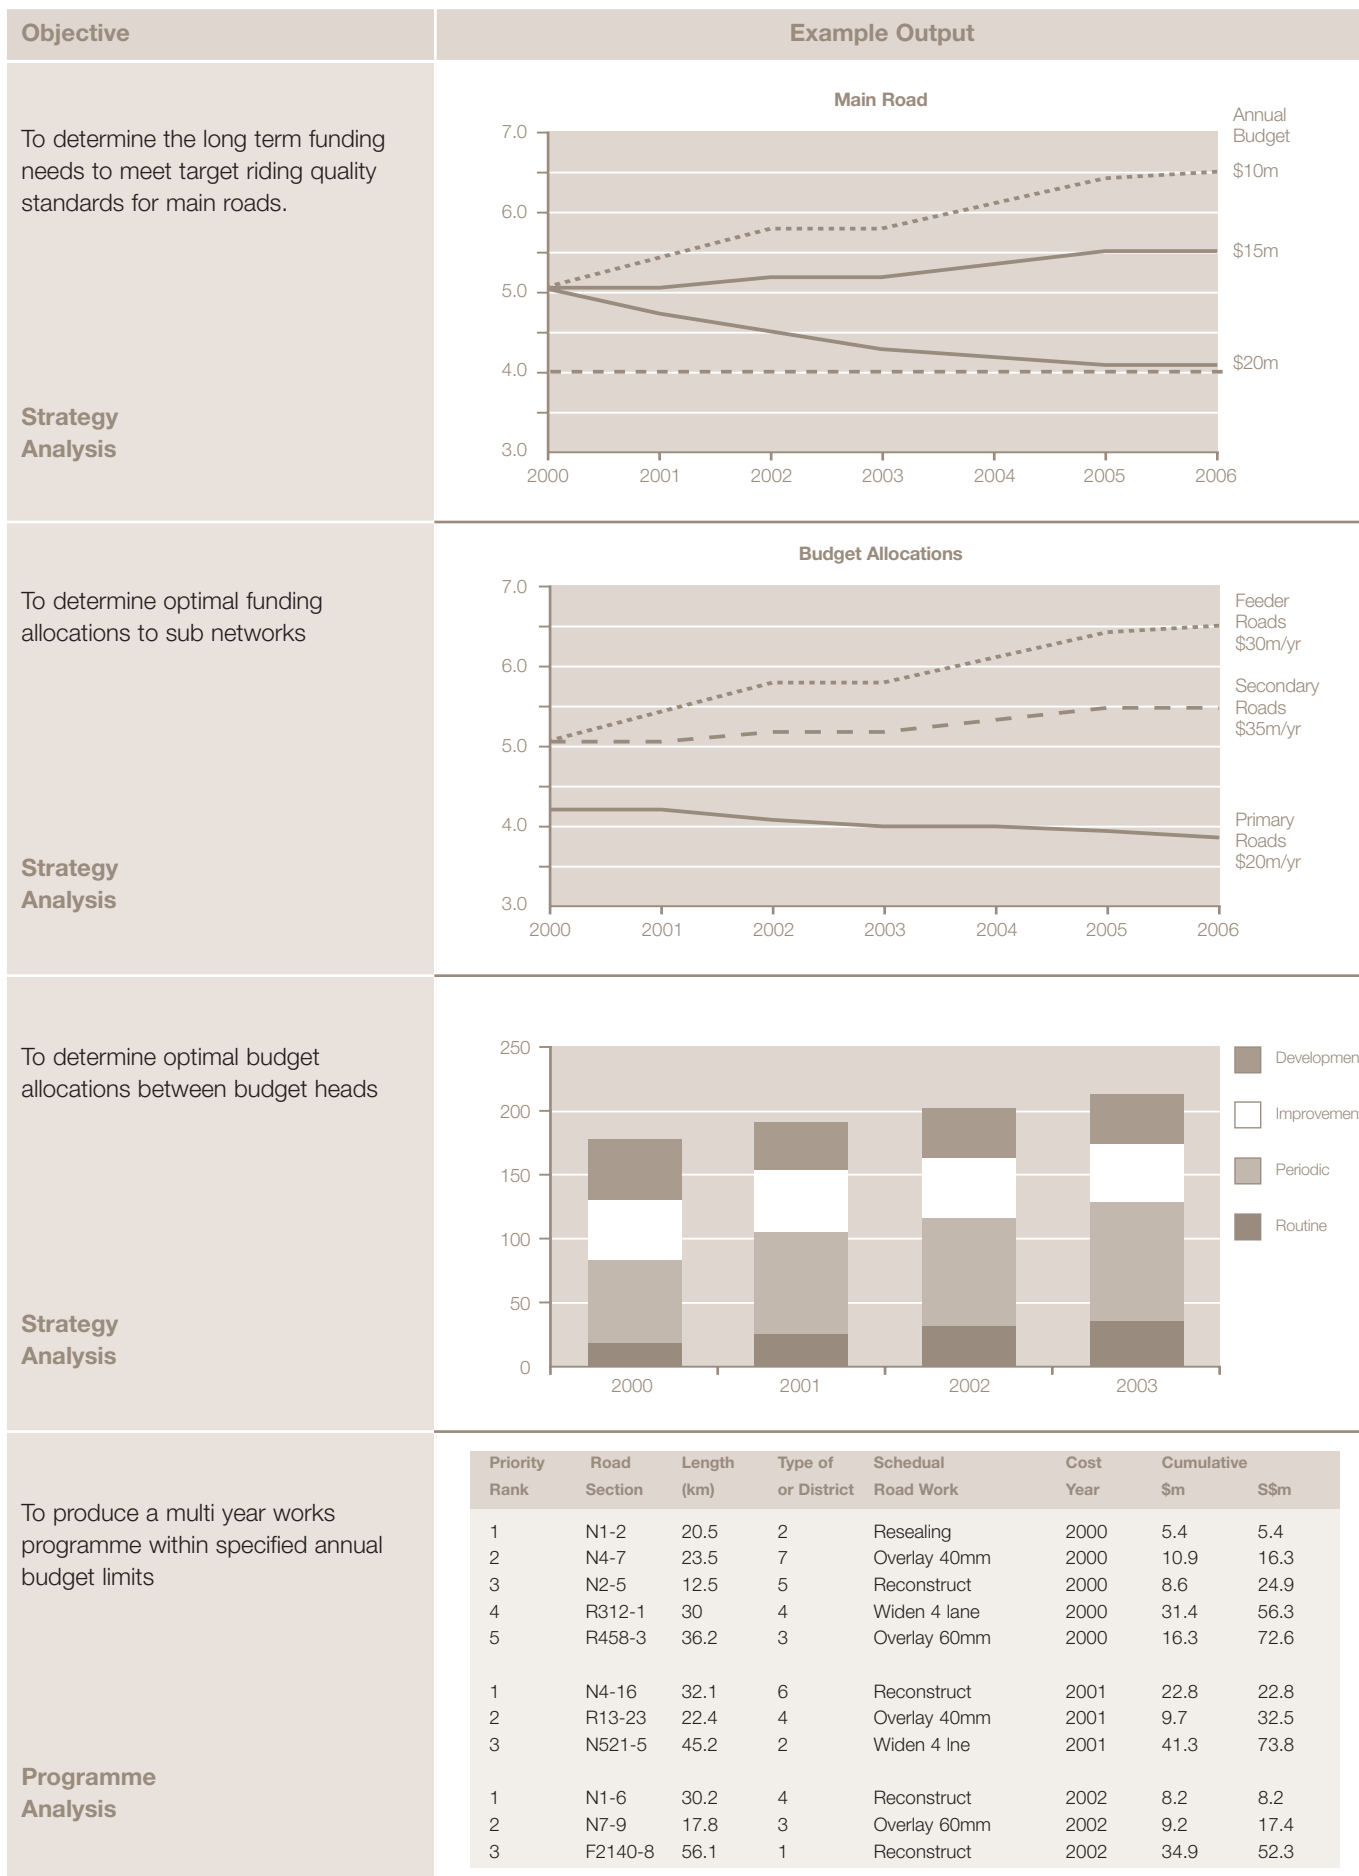 Objective
Example Output
To determine the long term funding
needs to meet target riding quality
standards for main roads.
Strategy
Analysis
Main Road
Annual
Budget
7.0
6.0
5.0
4.0
3.0
$10m
$15m
$20m
2000 2001 2002 2003 2004 2005 2006
To determine optimal funding
allocations to sub networks
Strategy
Analysis
Budget Allocations
7.0
6.0
5.0
4.0
3.0
Feeder
Roads
$30m/yr
Secondary
Roads
$35m/yr
Primary
Roads
$20m/yr
2000 2001 2002 2003 2004 2005 2006
To determine optimal budget
allocations between budget heads
Strategy
Analysis
250
200
150
100
50
0
2000 2001 2002 2003
Developmen
Improvemen
Periodic
Routine
To produce a multi year works
programme within specified annual
budget limits
Programme
Analysis
Priority Road Length Type of Schedual Cost Cumulative
Rank Section (km) or District Road Work Year $m S$m
1 N1-2 20.5 2 Resealing 2000 5.4 5.4
2 N4-7 23.5 7 Overlay 40mm 2000 10.9 16.3
3 N2-5 12.5 5 Reconstruct 2000 8.6 24.9
4 R312-1 30 4 Widen 4 lane 2000 31.4 56.3
5 R458-3 36.2 3 Overlay 60mm 2000 16.3 72.6
1 N4-16 32.1 6 Reconstruct 2001 22.8 22.8
2 R13-23 22.4 4 Overlay 40mm 2001 9.7 32.5
3 N521-5 45.2 2 Widen 4 lne 2001 41.3 73.8
1 N1-6 30.2 4 Reconstruct 2002 8.2 8.2
2 N7-9 17.8 3 Overlay 60mm 2002 9.2 17.4
3 F2140-8 56.1 1 Reconstruct 2002 34.9 52.3